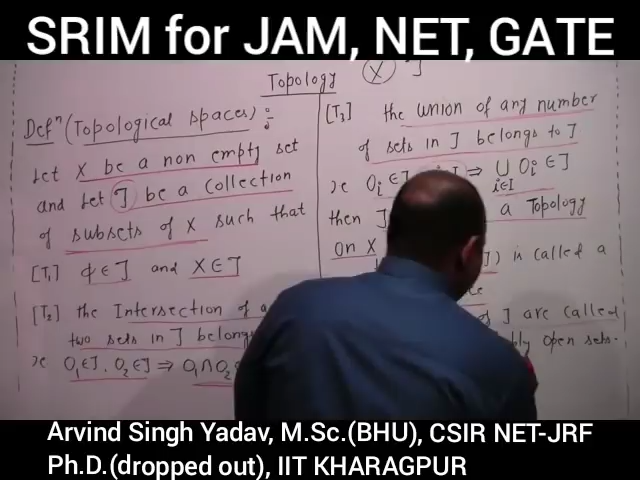 SRIM for JAM, NET, GATE
Topology
X
Defⁿ (Topological spaces) :-
Let X be a non empty set
and let J be a collection
of subsets of X such that
[T₁] ϕ∈J and X∈J
[T₂] the Intersection of a
two sets in J belong
ie O₁∈J, O₂∈J ⇒ O₁∩O₂
[T₃] the union of any number
of sets in J belongs to J
ie Oᵢ∈J ⇒ ⋃ Oᵢ∈J
i∈I
then J a Topology
on X
) is called a
of J are called
open sets.
Arvind Singh Yadav, M.Sc.(BHU), CSIR NET-JRF
Ph.D.(dropped out), IIT KHARAGPUR